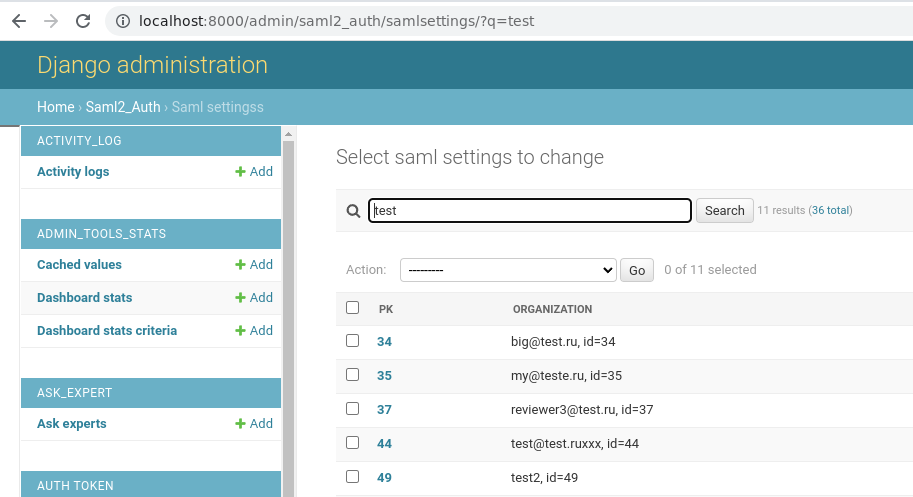 localhost:8000/admin/saml2_auth/samlsettings/?q=test
Django administration
Home › Saml2_Auth › Saml settingss
ACTIVITY_LOG
Activity logs + Add
ADMIN_TOOLS_STATS
Cached values + Add
Dashboard stats + Add
Dashboard stats criteria + Add
ASK_EXPERT
Ask experts + Add
AUTH TOKEN
Select saml settings to change
test Search 11 results (36 total)
Action: --------- Go 0 of 11 selected
PK ORGANIZATION
34 big@test.ru, id=34
35 my@teste.ru, id=35
37 reviewer3@test.ru, id=37
44 test@test.ruxxx, id=44
49 test2, id=49